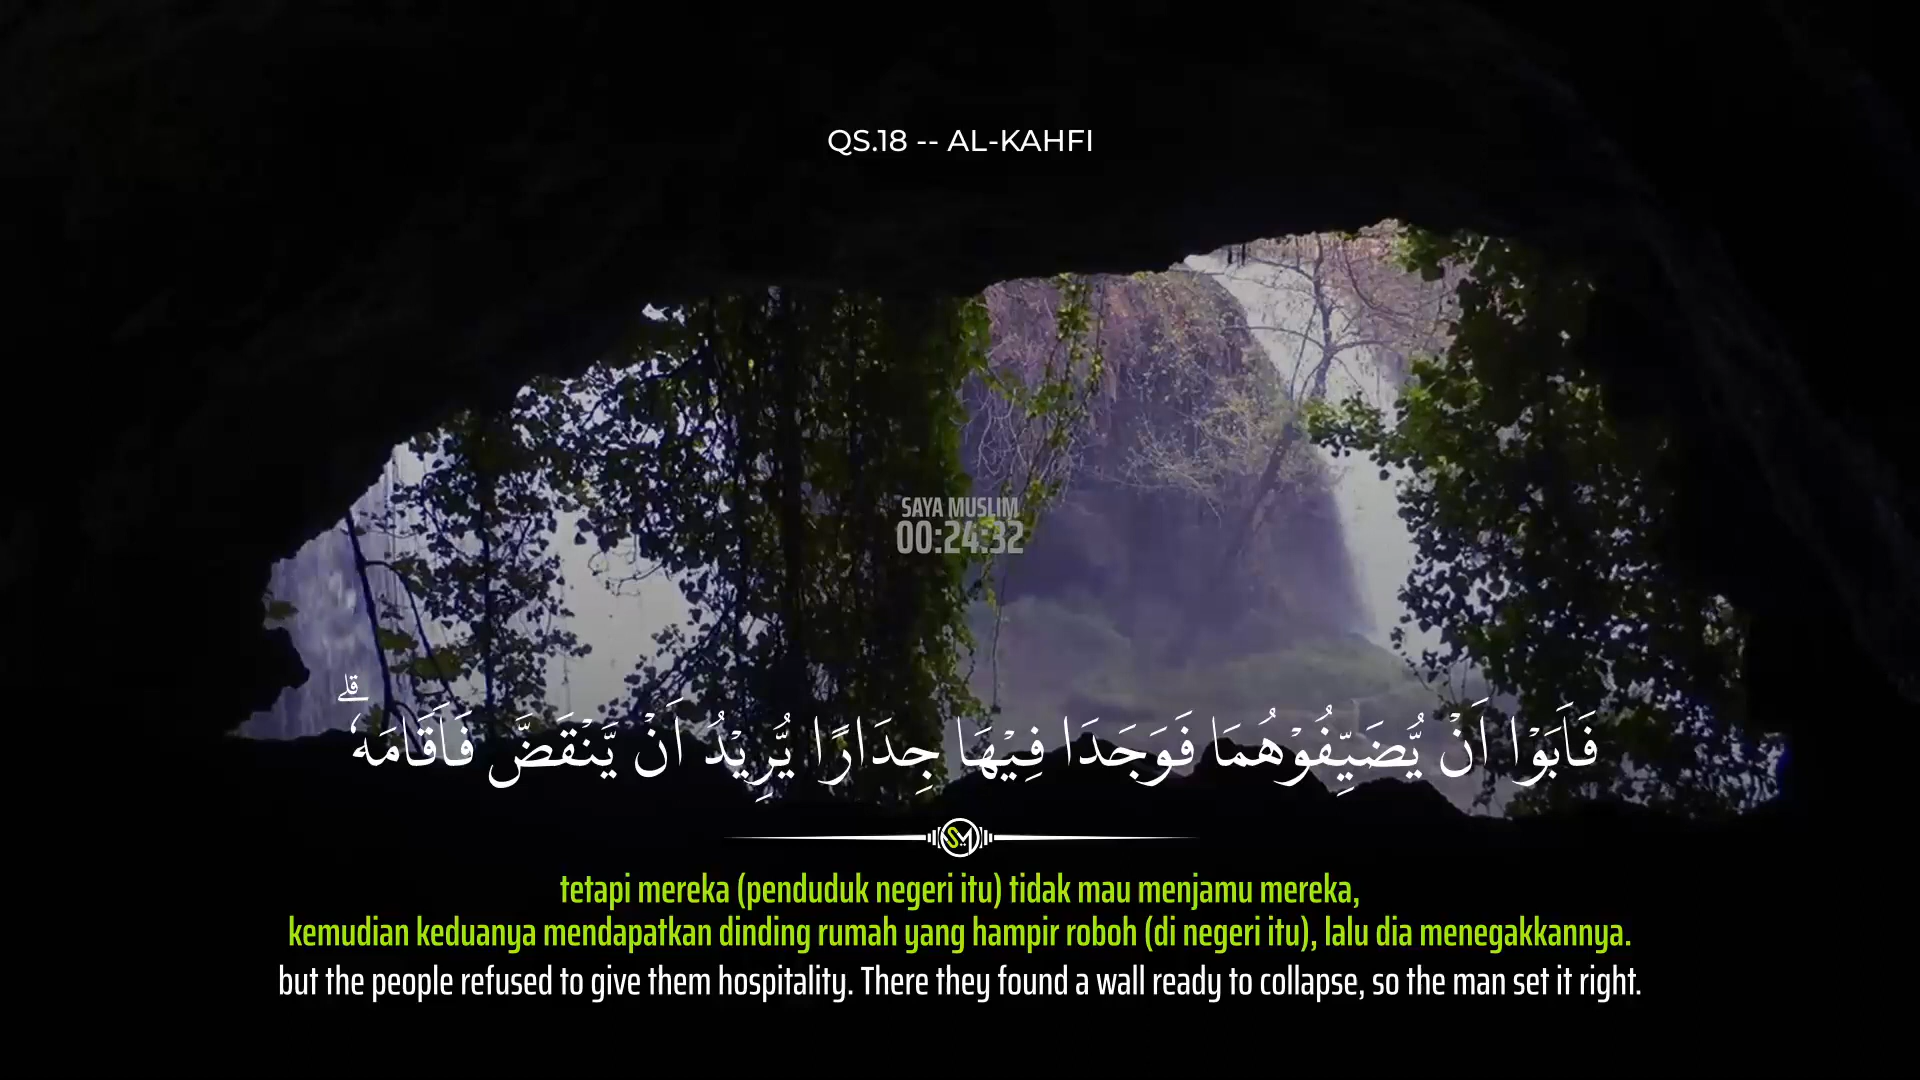 QS.18 -- AL-KAHFI
SAYA MUSLIM
00:24:32
فَاَبَوْا اَنْ يُّضَيِّفُوْهُمَا فَوَجَدَا فِيْهَا جِدَارًا يُّرِيْدُ اَنْ يَّنْقَضَّ فَاَقَامَهٗ ۗ
tetapi mereka (penduduk negeri itu) tidak mau menjamu mereka,
kemudian keduanya mendapatkan dinding rumah yang hampir roboh (di negeri itu), lalu dia menegakkannya.
but the people refused to give them hospitality. There they found a wall ready to collapse, so the man set it right.